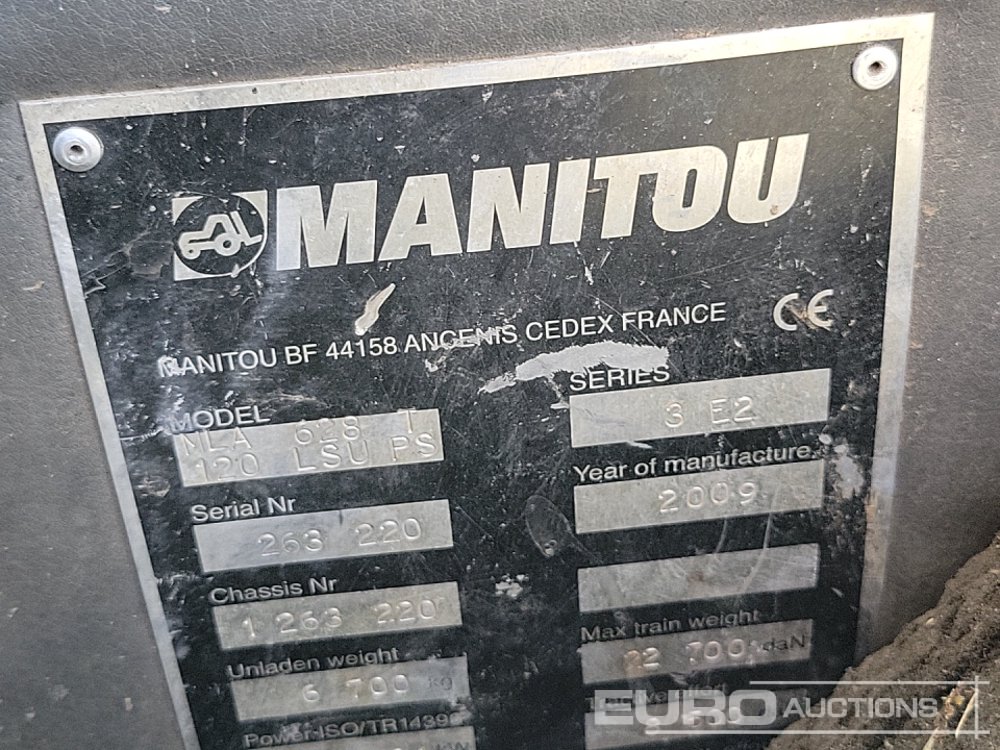 MANITOU
MANITOU BF 44158 ANCENIS CEDEX FRANCE
CE
MODEL
MLA 628 T
120 LSU PS
SERIES
3 E2
Serial Nr
263 220
Year of manufacture
2009
Chassis Nr
1 263 220
Unladen weight
6 700 kg
Max train weight
22 700 daN
Power-ISO/TR14396
EURO AUCTIONS